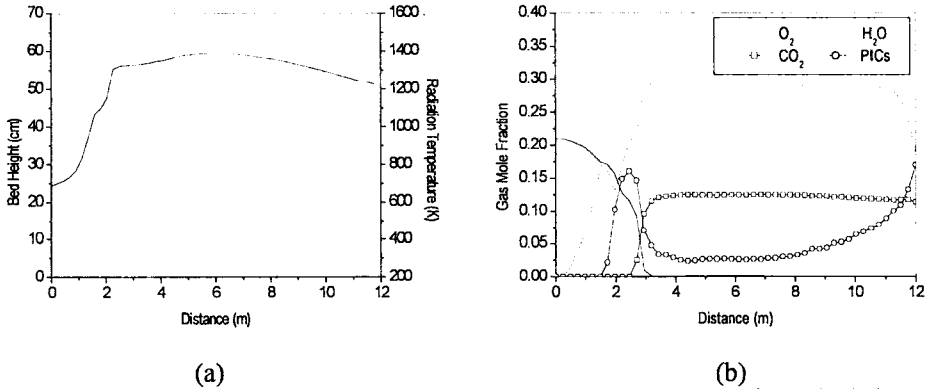 70
60
50
40
30
20
10
0
Bed Height (cm)
1600
1400
1200
1000
800
600
400
200
Radiation Temperature (K)
0 2 4 6 8 10 12
Distance (m)
(a)
0.40
0.35
0.30
0.25
0.20
0.15
0.10
0.05
0.00
Gas Mole Fraction
O2 H2O
CO2 PICs
0 2 4 6 8 10 12
Distance (m)
(b)